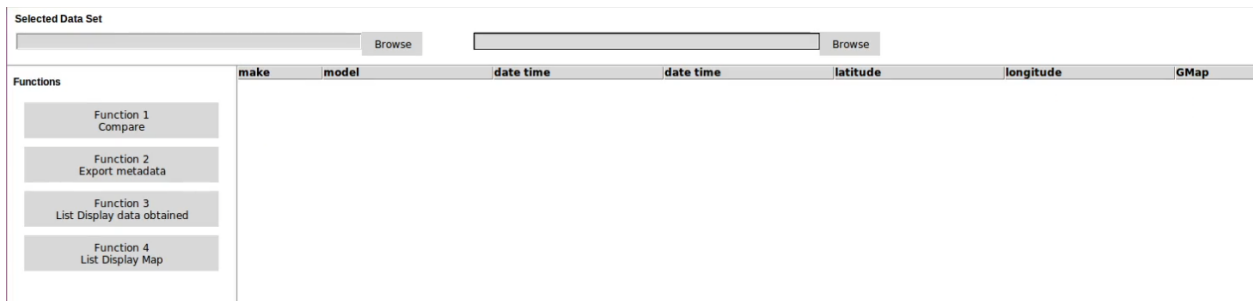 Selected Data Set
Browse Browse
make model date time date time latitude longitude GMap
Functions
Function 1
Compare
Function 2
Export metadata
Function 3
List Display data obtained
Function 4
List Display Map